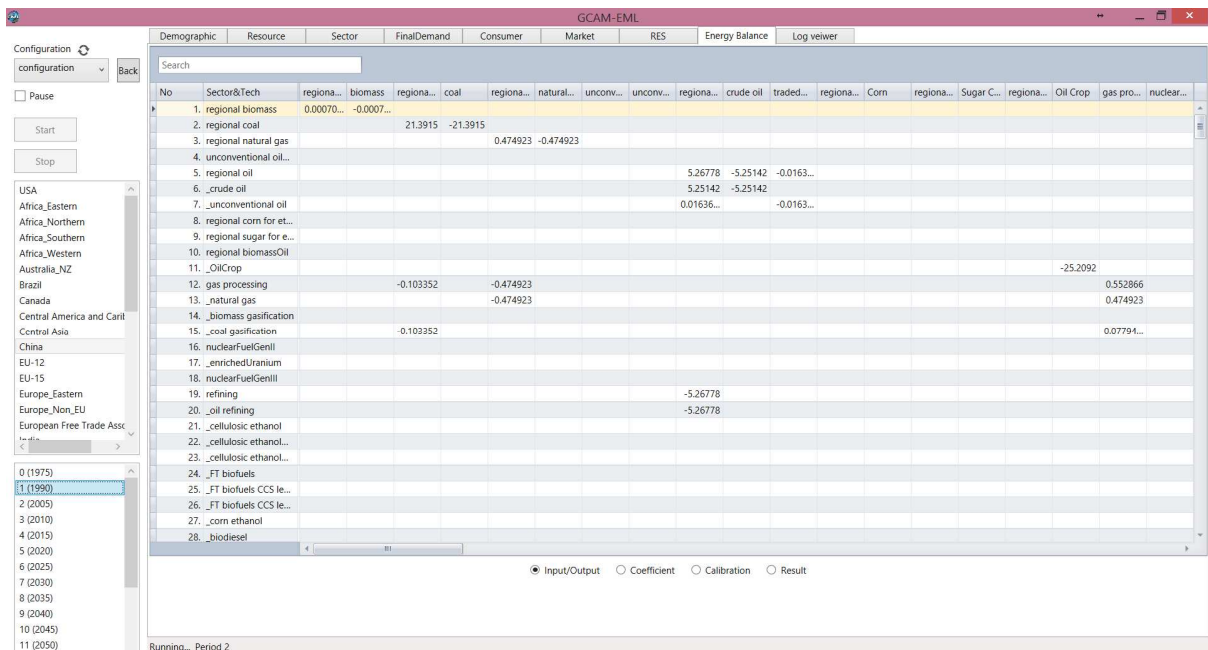 GCAM-EML
Configuration
configuration
Back
Pause
Start
Stop
USA
Africa_Eastern
Africa_Northern
Africa_Southern
Africa_Western
Australia_NZ
Brazil
Canada
Central America and Carib
Central Asia
China
EU-12
EU-15
Europe_Eastern
Europe_Non_EU
European Free Trade Assc
0 (1975)
1 (1990)
2 (2005)
3 (2010)
4 (2015)
5 (2020)
6 (2025)
7 (2030)
8 (2035)
9 (2040)
10 (2045)
11 (2050)
Demographic Resource Sector FinalDemand Consumer Market RES Energy Balance Log veiwer
Search
No Sector&Tech regiona... biomass regiona... coal regiona... natural... unconv... unconv... regiona... crude oil traded... regiona... Corn regiona... Sugar C... regiona... Oil Crop gas pro... nuclear...
1. regional biomass 0.00070... -0.0007...
2. regional coal 21.3915 -21.3915
3. regional natural gas 0.474923 -0.474923
4. unconventional oil...
5. regional oil 5.26778 -5.25142 -0.0163...
6. _crude oil 5.25142 -5.25142
7. _unconventional oil 0.01636... -0.0163...
8. regional corn for et...
9. regional sugar for e...
10. regional biomassOil
11. _OilCrop -25.2092
12. gas processing -0.103352 -0.474923 0.552866
13. _natural gas -0.474923 0.474923
14. _biomass gasification
15. _coal gasification -0.103352 0.07794...
16. nuclearFuelGenII
17. _enrichedUranium
18. nuclearFuelGenIII
19. refining -5.26778
20. _oil refining -5.26778
21. _cellulosic ethanol
22. _cellulosic ethanol...
23. _cellulosic ethanol...
24. _FT biofuels
25. _FT biofuels CCS le...
26. _FT biofuels CCS le...
27. _corn ethanol
28. _biodiesel
Input/Output Coefficient Calibration Result
Running... Period 2